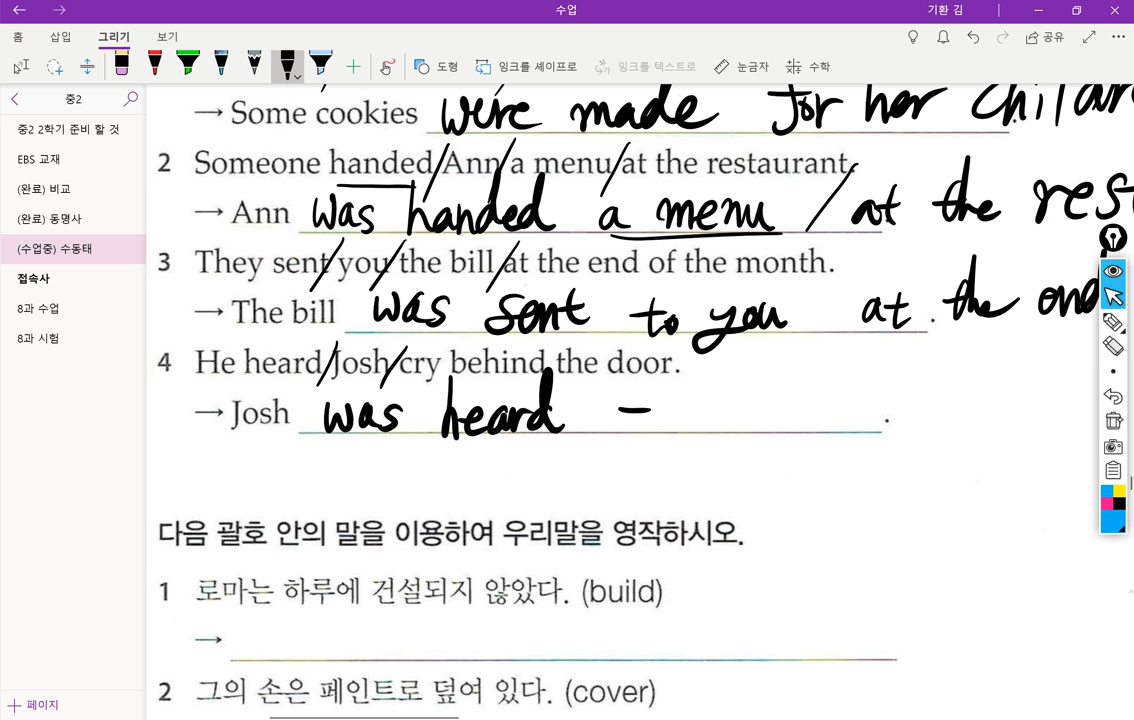 수업
기환 김
홈 삽입 그리기 보기
도형 잉크를 셰이프로 잉크를 텍스트로 눈금자 수학 공유
중2
중2 2학기 준비 할 것
EBS 교재
(완료) 비교
(완료) 동명사
(수업중) 수동태
접속사
8과 수업
8과 시험
페이지
→ Some cookies were made for her
2 Someone handed/Ann/a menu/at the restaurant.
→ Ann was handed a menu / at the rest
3 They sent/you/the bill/at the end of the month.
→ The bill was sent to you at the end.
4 He heard/Josh/cry behind the door.
→ Josh was heard – .
다음 괄호 안의 말을 이용하여 우리말을 영작하시오.
1 로마는 하루에 건설되지 않았다. (build)
→
2 그의 손은 페인트로 덮여 있다. (cover)